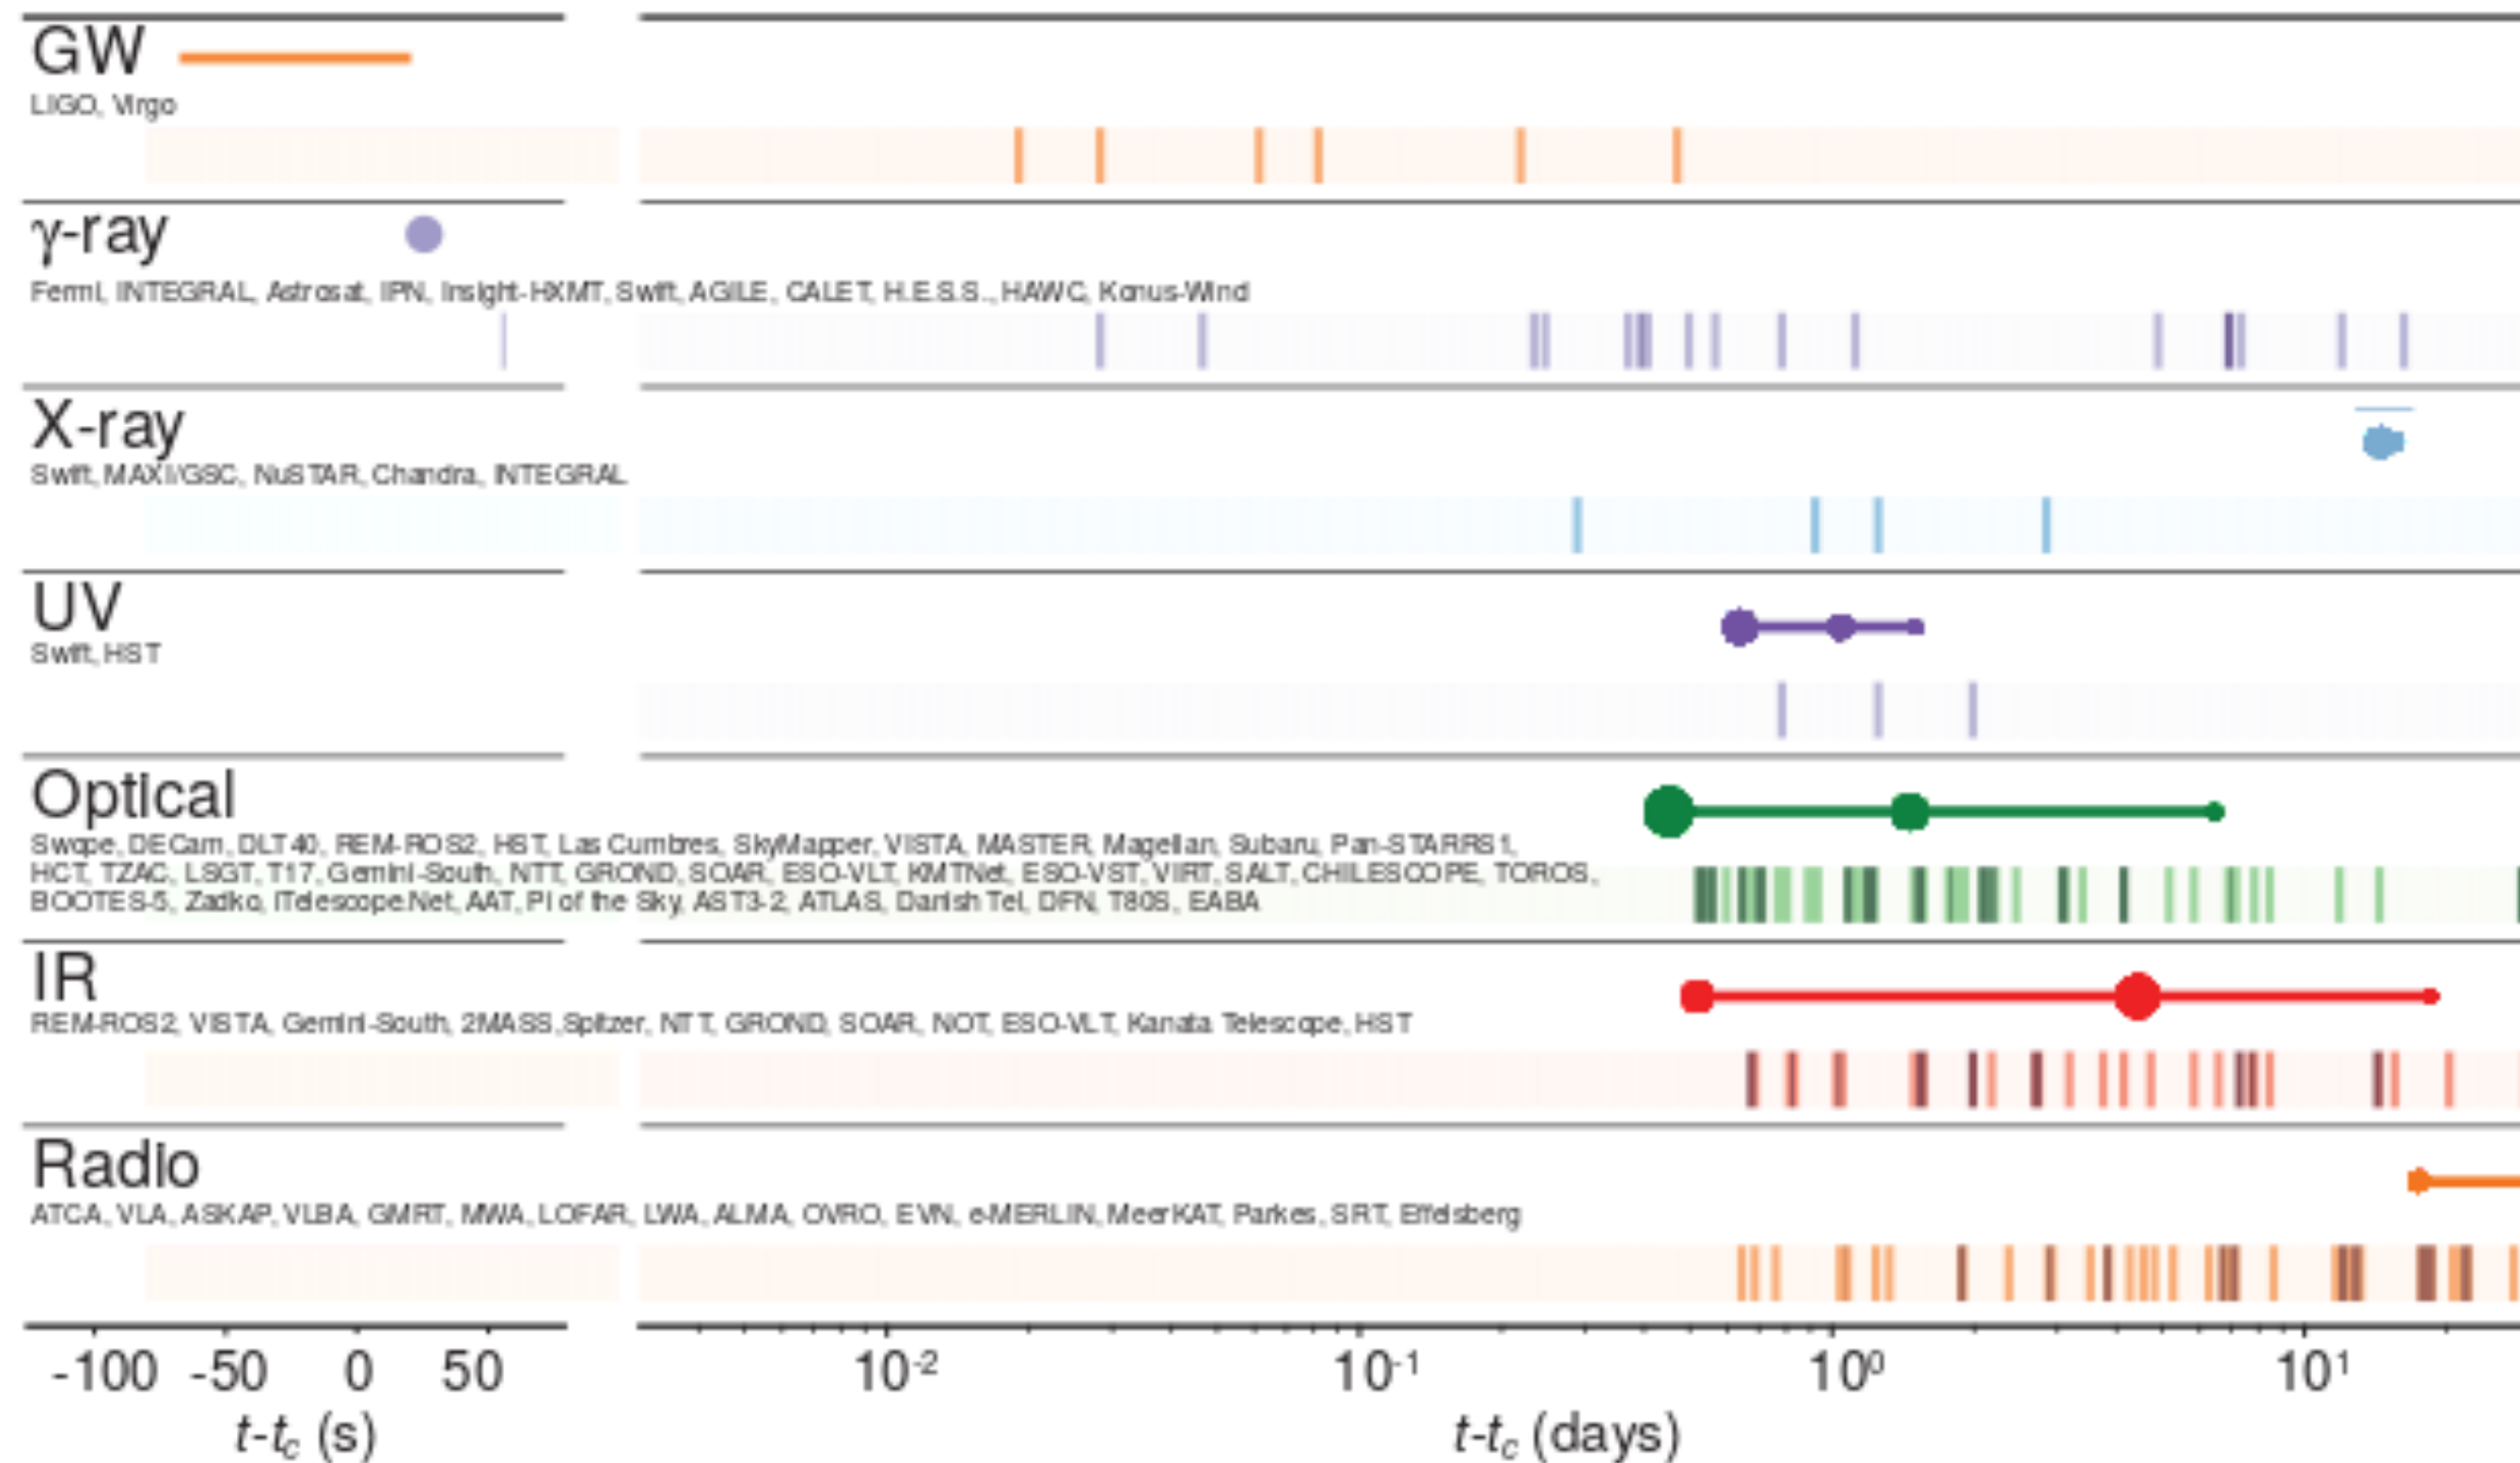 GW
LIGO, Virgo
γ-ray
Fermi, INTEGRAL, Astrosat, IPN, Insight-HXMT, Swift, AGILE, CALET, H.E.S.S., HAWC, Konus-Wind
X-ray
Swift, MAXI/GSC, NuSTAR, Chandra, INTEGRAL
UV
Swift, HST
Optical
Swope, DECam, DLT40, REM-ROS2, HST, Las Cumbres, SkyMapper, VISTA, MASTER, Magellan, Subaru, Pan-STARRS1,
HCT, TZAC, LSGT, T17, Gemini-South, NTT, GROND, SOAR, ESO-VLT, KMTNet, ESO-VST, VIRT, SALT, CHILESCOPE, TOROS,
BOOTES-5, Zadko, iTelescope.Net, AAT, Pi of the Sky, AST3-2, ATLAS, Danish Tel, DFN, T80S, EABA
IR
REM-ROS2, VISTA, Gemini-South, 2MASS,Spitzer, NTT, GROND, SOAR, NOT, ESO-VLT, Kanata Telescope, HST
Radio
ATCA, VLA, ASKAP, VLBA, GMRT, MWA, LOFAR, LWA, ALMA, OVRO, EVN, e-MERLIN, MeerKAT, Parkes, SRT, Effelsberg
-100 -50 0 50 10⁻² 10⁻¹ 10⁰ 10¹
t-t_c (s) t-t_c (days)